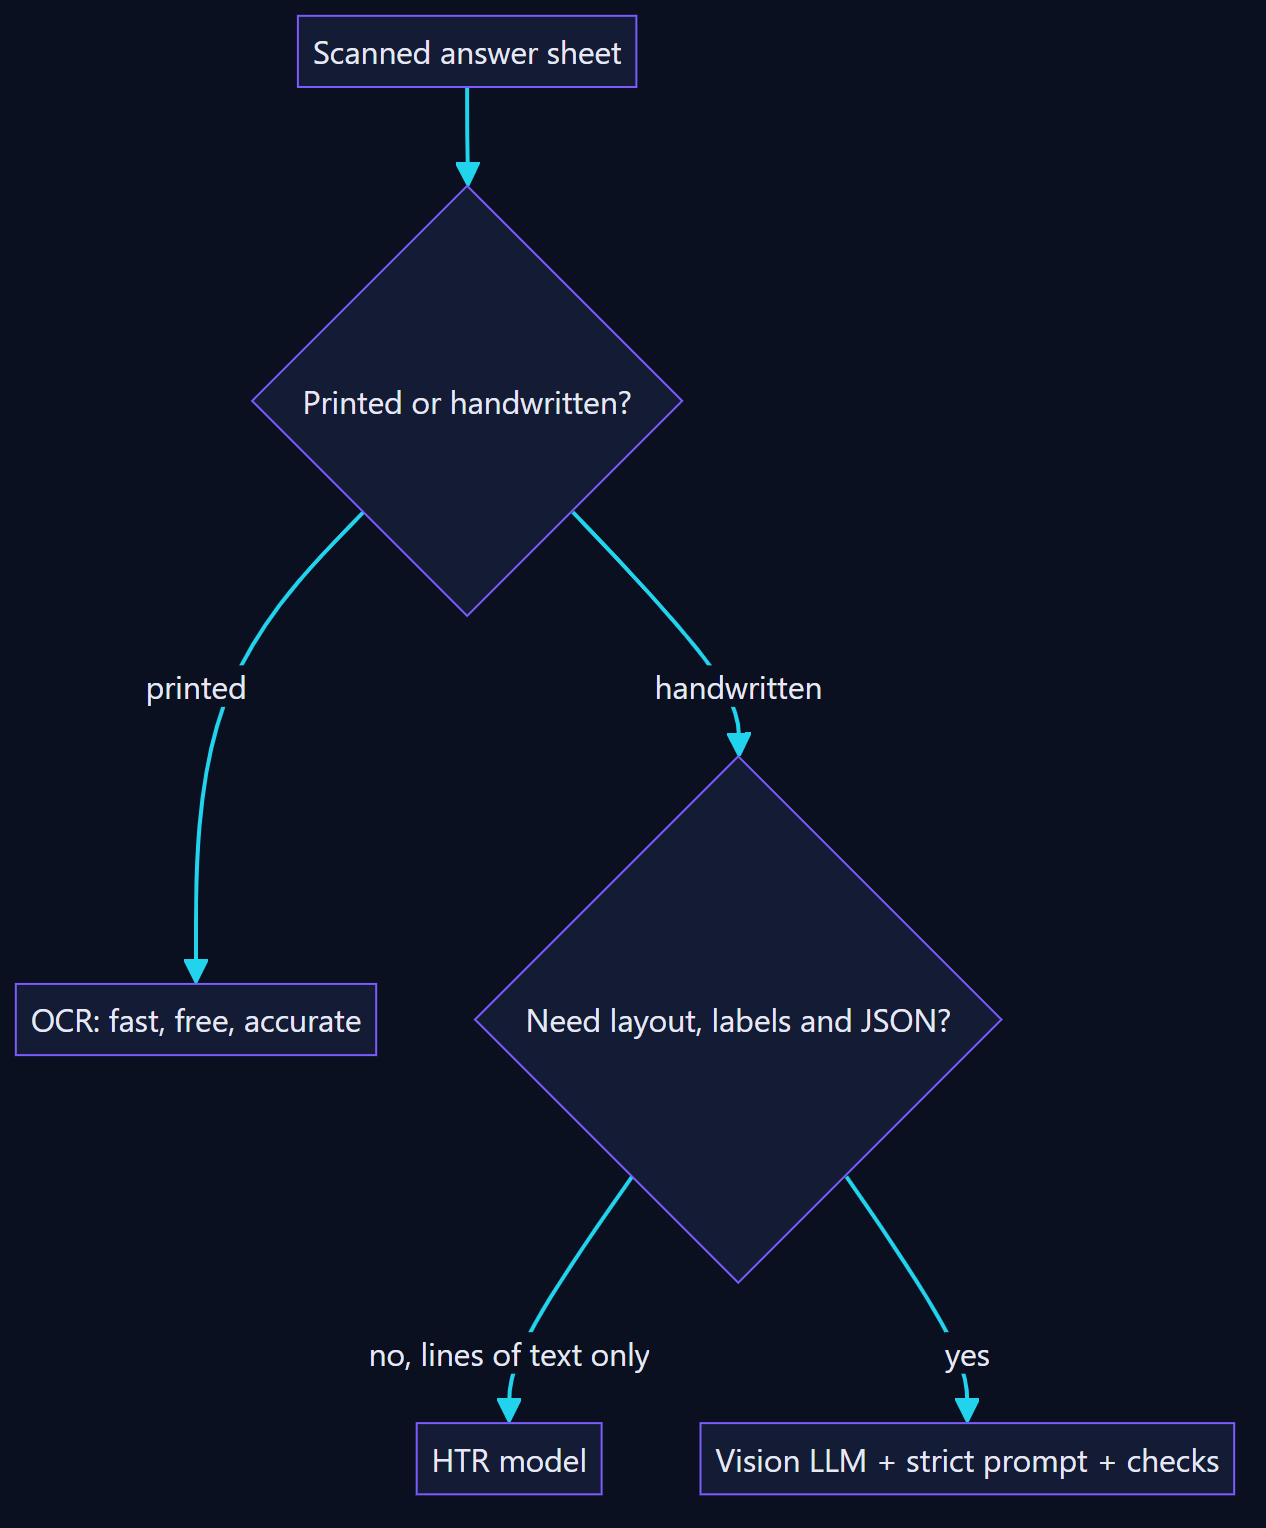 Scanned answer sheet
Printed or handwritten?
printed
handwritten
OCR: fast, free, accurate
Need layout, labels and JSON?
no, lines of text only
yes
HTR model
Vision LLM + strict prompt + checks